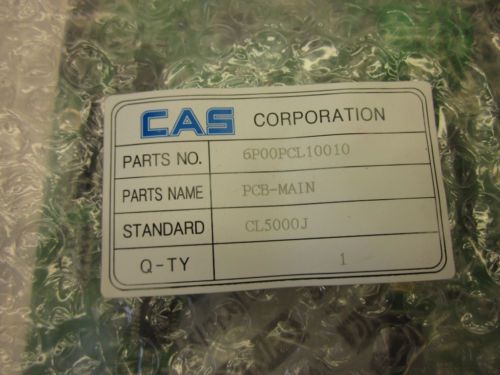 CAS CORPORATION
PARTS NO. 6P00PCL10010
PARTS NAME PCB-MAIN
STANDARD CL5000J
Q-TY 1